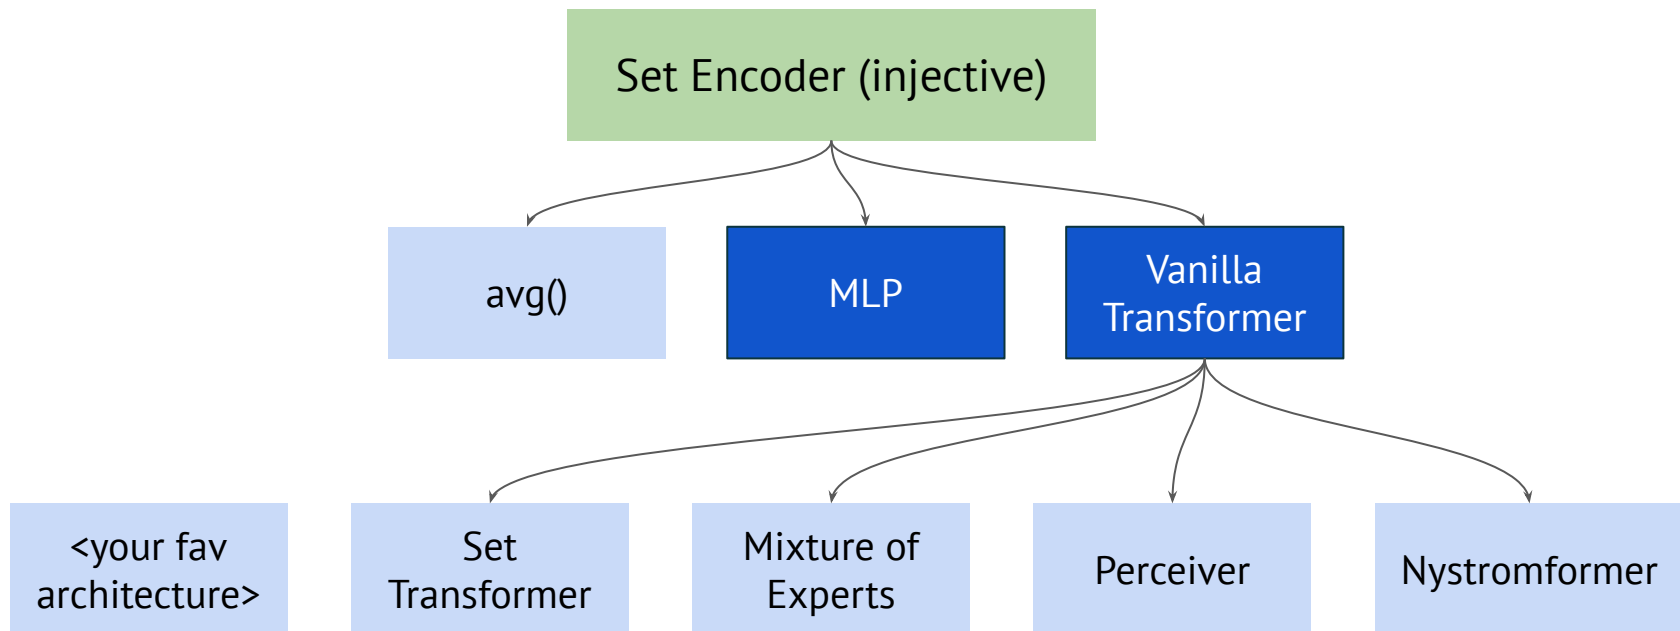 Set Encoder (injective)
avg()
MLP
Vanilla
Transformer
<your fav
architecture>
Set
Transformer
Mixture of
Experts
Perceiver
Nystromformer